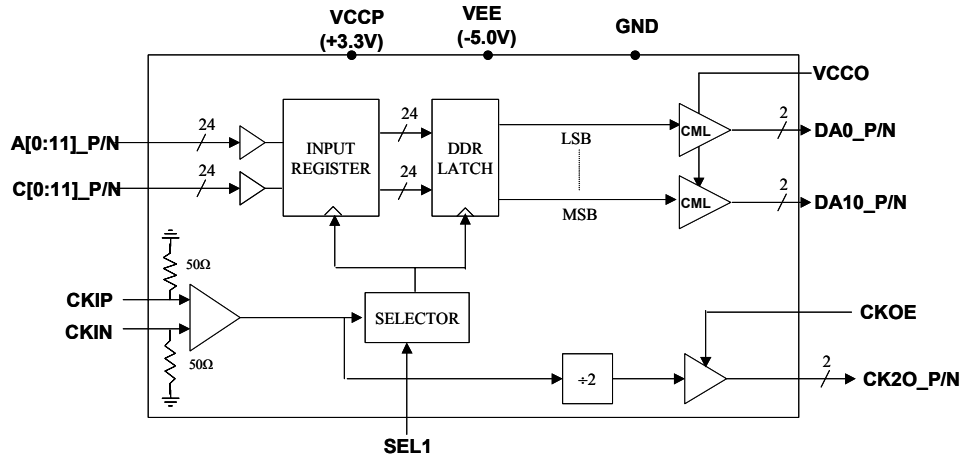 VCCP
(+3.3V)
VEE
(-5.0V)
GND
VCCO
A[0:11]_P/N
24
INPUT
REGISTER
24
DDR
LATCH
LSB
CML
2
DA0_P/N
C[0:11]_P/N
24
24
MSB
CML
2
DA10_P/N
50Ω
CKIP
CKIN
50Ω
SELECTOR
CKOE
÷2
2
CK2O_P/N
SEL1